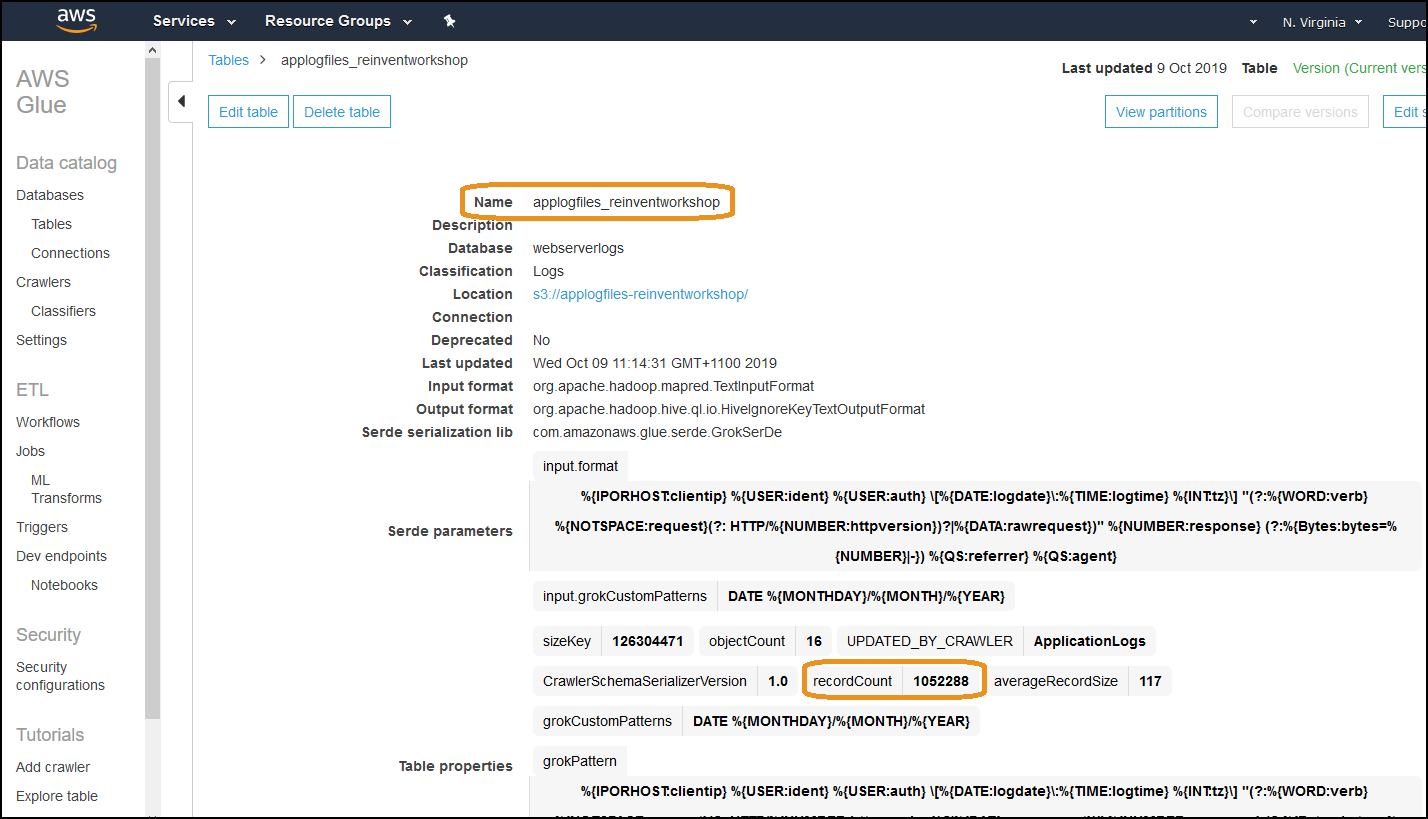 aws Services Resource Groups N. Virginia
AWS
Glue
Data catalog
Databases
Tables
Connections
Crawlers
Classifiers
Settings
ETL
Workflows
Jobs
ML
Transforms
Triggers
Dev endpoints
Notebooks
Security
Security
configurations
Tutorials
Add crawler
Explore table
Tables > applogfiles_reinventworkshop
Last updated 9 Oct 2019 Table Version (Current
Edit table Delete table View partitions Compare versions Edit
Name applogfiles_reinventworkshop
Description
Database webserverlogs
Classification Logs
Location s3://applogfiles-reinventworkshop/
Connection
Deprecated No
Last updated Wed Oct 09 11:14:31 GMT+1100 2019
Input format org.apache.hadoop.mapred.TextInputFormat
Output format org.apache.hadoop.hive.ql.io.HiveIgnoreKeyTextOutputFormat
Serde serialization lib com.amazonaws.glue.serde.GrokSerDe
Serde parameters
input.format
%{IPORHOST:clientip} %{USER:ident} %{USER:auth} \[%{DATE:logdate}\:%{TIME:logtime} %{INT:tz}\] "(?:%{WORD:verb}
%{NOTSPACE:request}(?: HTTP/%{NUMBER:httpversion})?|%{DATA:rawrequest})" %{NUMBER:response} (?:%{Bytes:bytes=%
{NUMBER}|-}) %{QS:referrer} %{QS:agent}
input.grokCustomPatterns DATE %{MONTHDAY}/%{MONTH}/%{YEAR}
Table properties
sizeKey 126304471 objectCount 16 UPDATED_BY_CRAWLER ApplicationLogs
CrawlerSchemaSerializerVersion 1.0 recordCount 1052288 averageRecordSize 117
grokCustomPatterns DATE %{MONTHDAY}/%{MONTH}/%{YEAR}
grokPattern
%{IPORHOST:clientip} %{USER:ident} %{USER:auth} \[%{DATE:logdate}\:%{TIME:logtime} %{INT:tz}\] "(?:%{WORD:verb}